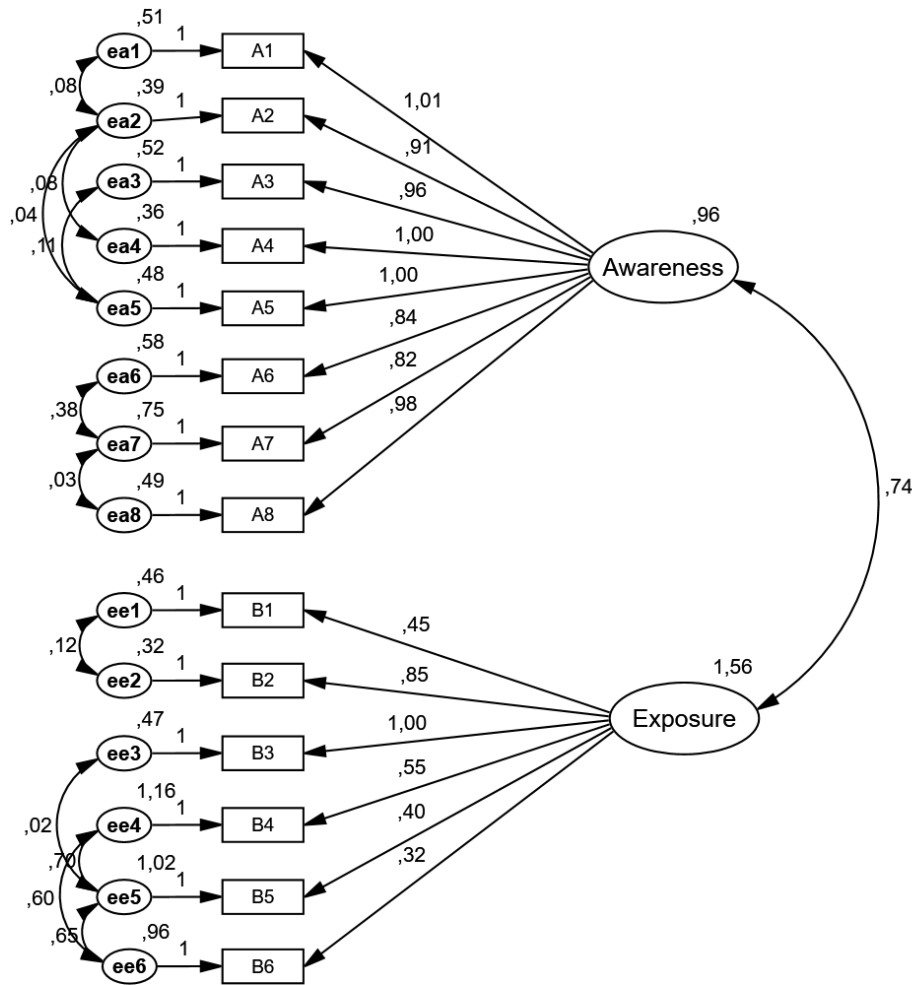 ,51
ea1 1 A1
,08
1,01
,39
ea2 1 A2
,91
,52
ea3 1 A3
,96
,08
,04
,36
ea4 1 A4
1,00
,11
,48
ea5 1 A5
1,00
,96
Awareness
,58
ea6 1 A6
,84
,38
,75
ea7 1 A7
,82
,03
,49
ea8 1 A8
,98
,74
,46
ee1 1 B1
,45
,12
,32
ee2 1 B2
,85
1,56
Exposure
,47
ee3 1 B3
1,00
,02
1,16
ee4 1 B4
,55
,70
,60
1,02
ee5 1 B5
,40
,65
,96
ee6 1 B6
,32